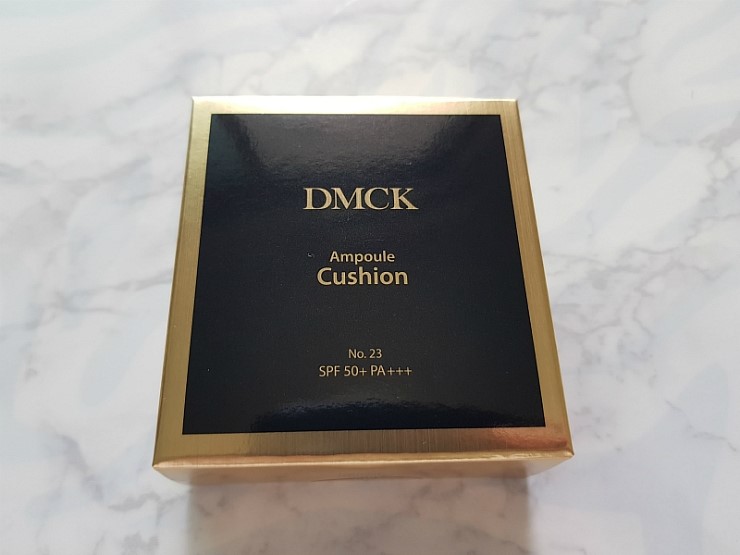 DMCK
Ampoule
Cushion
No. 23
SPF 50+ PA+++